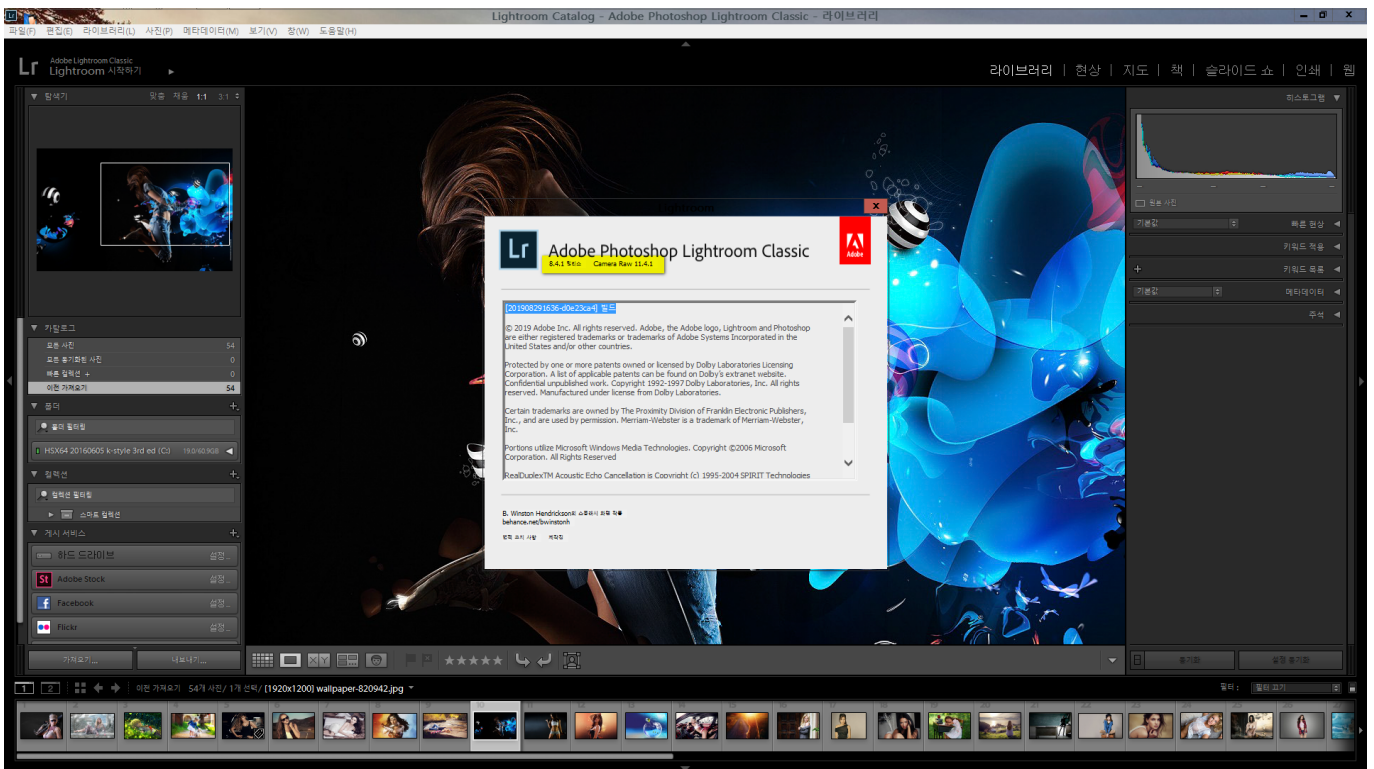 Lightroom Catalog - Adobe Photoshop Lightroom Classic - 라이브러리
파일(F) 편집(E) 라이브러리(L) 사진(P) 메타데이터(M) 보기(V) 창(W) 도움말(H)
Lr Adobe Lightroom Classic
Lightroom 시작하기
라이브러리 | 현상 | 지도 | 책 | 슬라이드 쇼 | 인쇄 | 웹
탐색기 맞춤 채움 1:1 3:1
카탈로그
모든 사진 54
모든 동기화된 사진 0
빠른 컬렉션 + 0
이전 가져오기 54
폴더 +
폴더 필터링
HSX64 20160605 k-style 3rd ed (C:) 19.0/60.9GB
컬렉션 +
컬렉션 필터링
스마트 컬렉션
게시 서비스 +
하드 드라이브 설정...
St Adobe Stock 설정...
f Facebook 설정...
Flickr 설정...
가져오기... 내보내기...
Lr Adobe Photoshop Lightroom Classic
Adobe
8.4.1 릴리스 Camera Raw 11.4.1
[201908291636-d0e23ca4] 빌드
© 2019 Adobe Inc. All rights reserved. Adobe, the Adobe logo, Lightroom and Photoshop
are either registered trademarks or trademarks of Adobe Systems Incorporated in the
United States and/or other countries.
Protected by one or more patents owned or licensed by Dolby Laboratories Licensing
Corporation. A list of applicable patents can be found on Dolby's extranet website.
Confidential unpublished work. Copyright 1992-1997 Dolby Laboratories, Inc. All rights
reserved. Manufactured under license from Dolby Laboratories.
Certain trademarks are owned by The Proximity Division of Franklin Electronic Publishers,
Inc., and are used by permission. Merriam-Webster is a trademark of Merriam-Webster,
Inc.
Portions utilize Microsoft Windows Media Technologies. Copyright ©2006 Microsoft
Corporation. All Rights Reserved
RealDuplexTM Acoustic Echo Cancellation is Copyright (c) 1995-2004 SPIRIT Technologies
B. Winston Hendrickson의 스플래시 화면 작품
behance.net/bwinstonh
법적 고지 사항 제작진
히스토그램
원본 사진
기본값 빠른 현상
키워드 적용
+ 키워드 목록
기본값 메타데이터
주석
XY
동기화 설정 동기화
1 2 이전 가져오기 54개 사진/ 1개 선택/ [1920x1200] wallpaper-820942.jpg
필터 : 필터 끄기